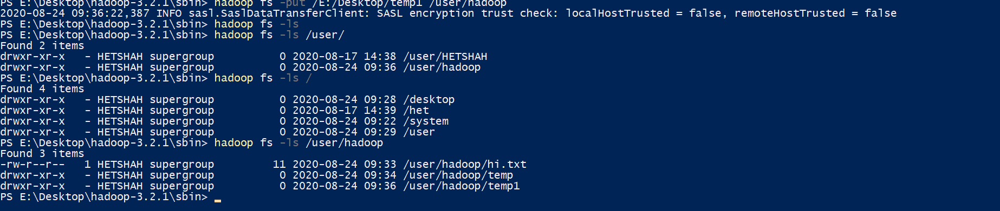 PS E:\Desktop\hadoop-3.2.1\sbin> hadoop fs -put /E:/Desktop/temp1 /user/hadoop
2020-08-24 09:36:22,387 INFO sasl.SaslDataTransferClient: SASL encryption trust check: localHostTrusted = false, remoteHostTrusted = false
PS E:\Desktop\hadoop-3.2.1\sbin> hadoop fs -ls
PS E:\Desktop\hadoop-3.2.1\sbin> hadoop fs -ls /user/
Found 2 items
drwxr-xr-x   - HETSHAH supergroup          0 2020-08-17 14:38 /user/HETSHAH
drwxr-xr-x   - HETSHAH supergroup          0 2020-08-24 09:36 /user/hadoop
PS E:\Desktop\hadoop-3.2.1\sbin> hadoop fs -ls /
Found 4 items
drwxr-xr-x   - HETSHAH supergroup          0 2020-08-24 09:28 /desktop
drwxr-xr-x   - HETSHAH supergroup          0 2020-08-17 14:39 /het
drwxr-xr-x   - HETSHAH supergroup          0 2020-08-24 09:22 /system
drwxr-xr-x   - HETSHAH supergroup          0 2020-08-24 09:29 /user
PS E:\Desktop\hadoop-3.2.1\sbin> hadoop fs -ls /user/hadoop
Found 3 items
-rw-r--r--   1 HETSHAH supergroup         11 2020-08-24 09:33 /user/hadoop/hi.txt
drwxr-xr-x   - HETSHAH supergroup          0 2020-08-24 09:34 /user/hadoop/temp
drwxr-xr-x   - HETSHAH supergroup          0 2020-08-24 09:36 /user/hadoop/temp1
PS E:\Desktop\hadoop-3.2.1\sbin>